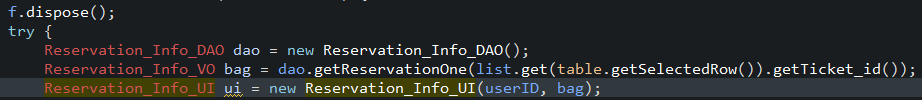 f.dispose();
try {
Reservation_Info_DAO dao = new Reservation_Info_DAO();
Reservation_Info_VO bag = dao.getReservationOne(list.get(table.getSelectedRow()).getTicket_id());
Reservation_Info_UI ui = new Reservation_Info_UI(userID, bag);